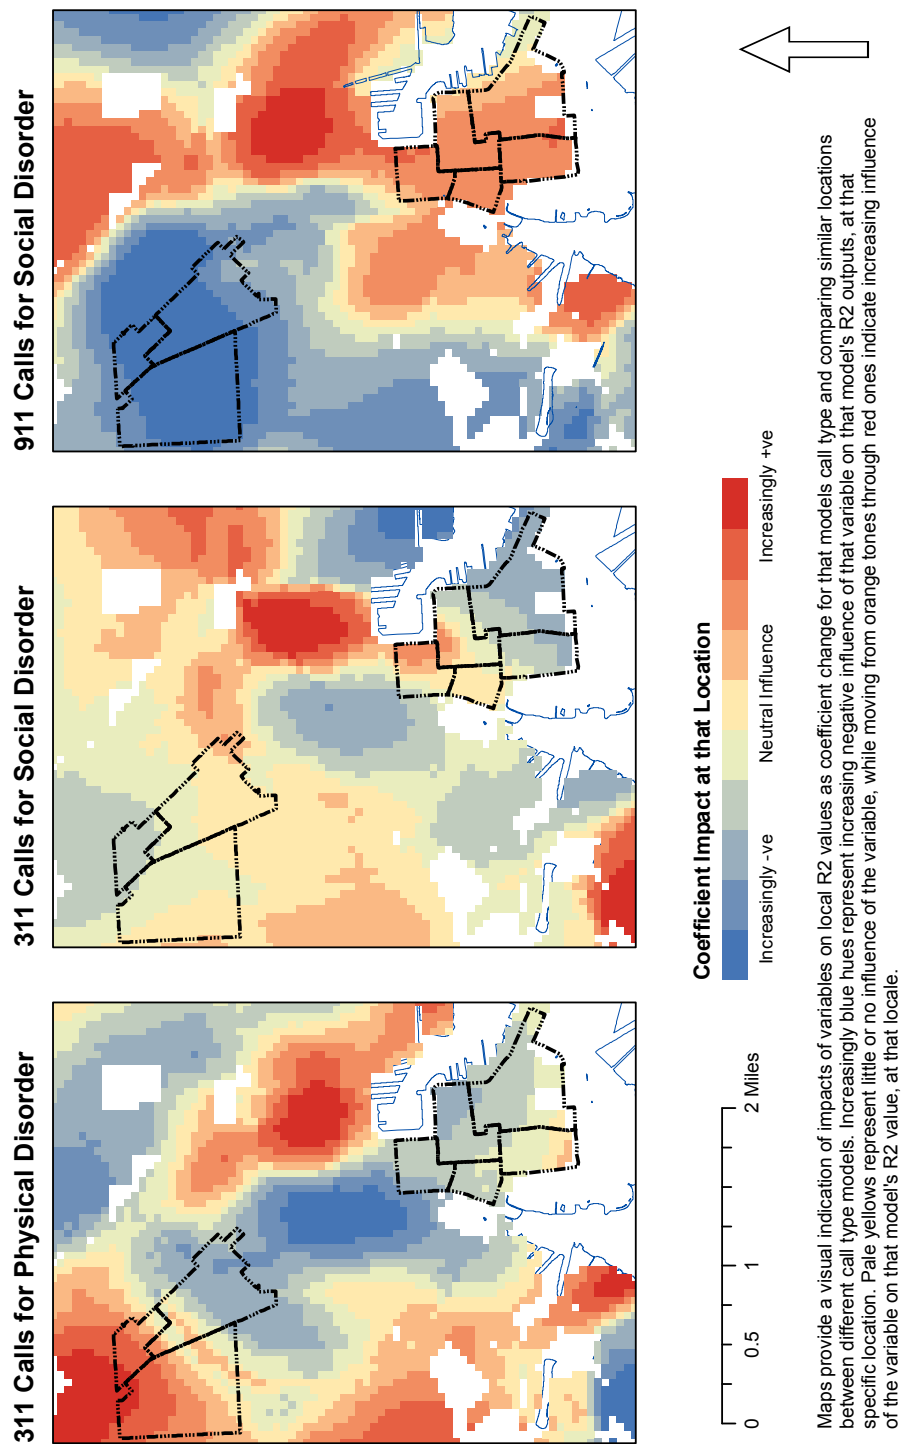 311 Calls for Physical Disorder
311 Calls for Social Disorder
911 Calls for Social Disorder
0 0.5 1 2 Miles
Coefficient Impact at that Location
Increasingly -ve Neutral Influence Increasingly +ve
Maps provide a visual indication of impacts of variables on local R2 values as coefficient change for that models call type and comparing similar locations
between different call type models. Increasingly blue hues represent increasing negative influence of that variable on that model's R2 outputs, at that
specific location. Pale yellows represent little or no influence of the variable, while moving from orange tones through red ones indicate increasing influence
of the variable on that model's R2 value, at that locale.